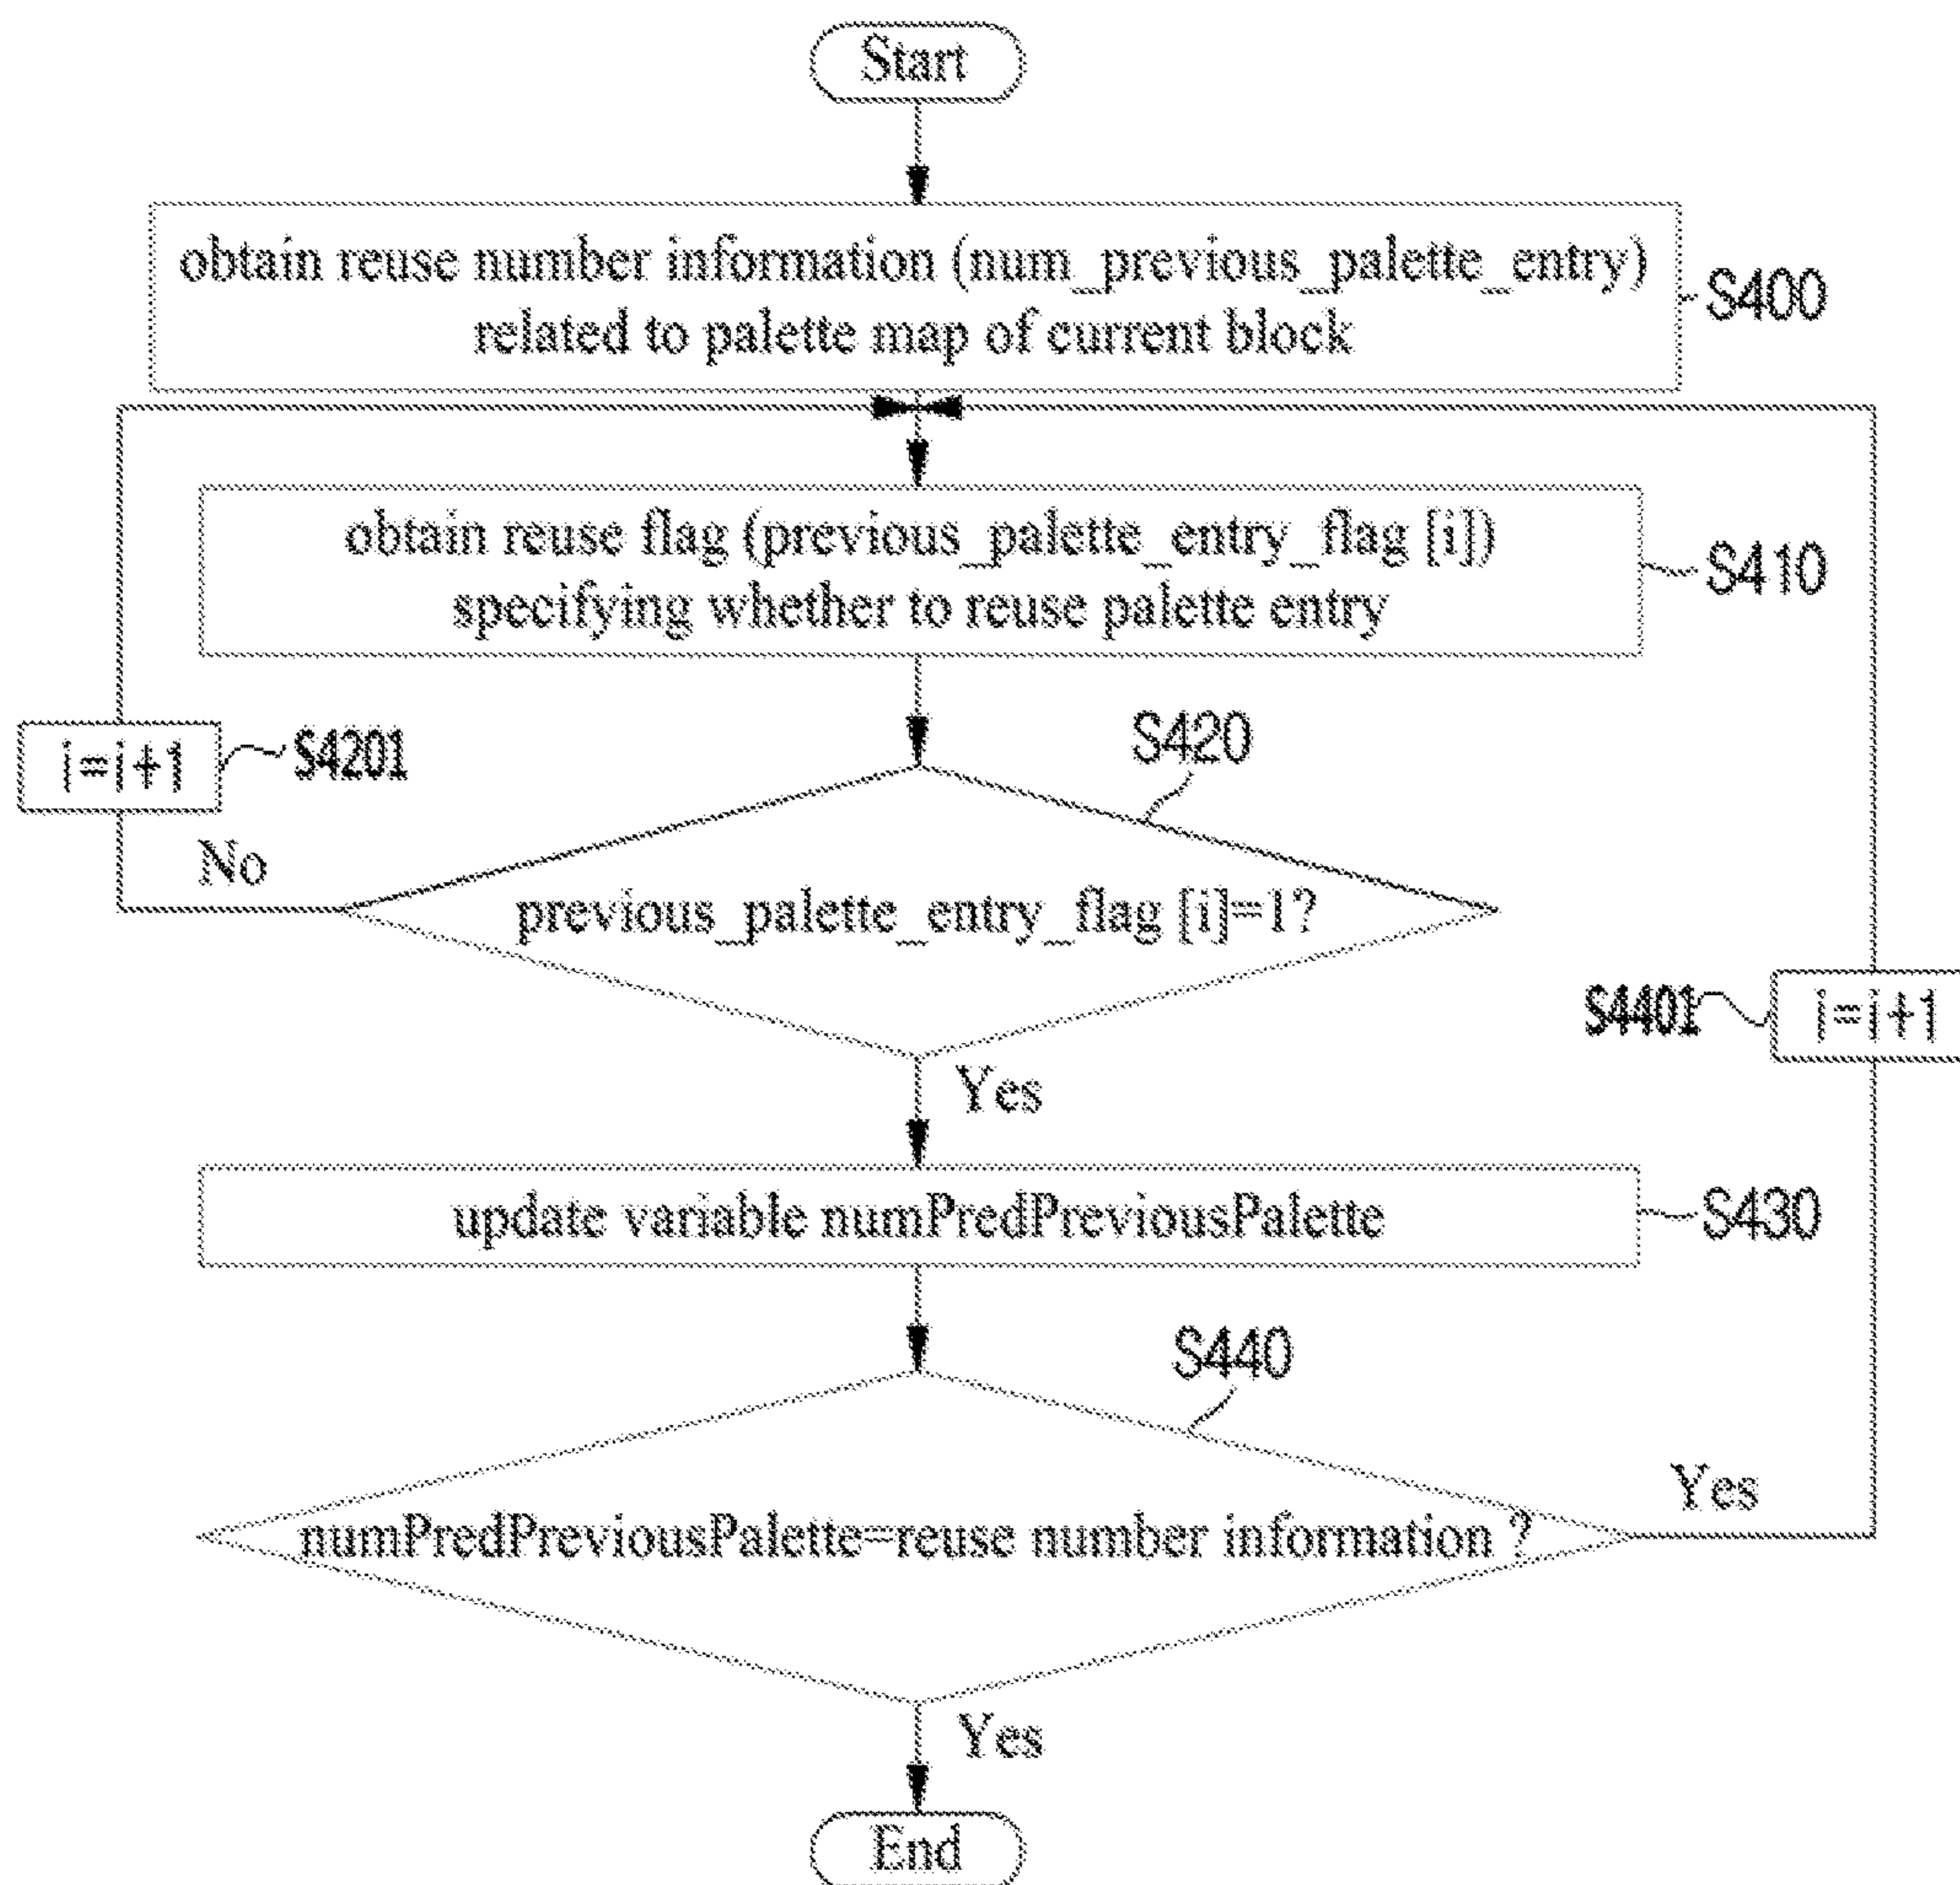 Start
obtain reuse number information (num_previous_palette_entry)
related to palette map of current block
S400
obtain reuse flag (previous_palette_entry_flag [i])
specifying whether to reuse palette entry
S410
i=i+1
S4201
S420
No
previous_palette_entry_flag [i]=1?
S4401
i=i+1
Yes
update variable numPredPreviousPalette
S430
S440
Yes
numPredPreviousPalette=reuse number information ?
Yes
End